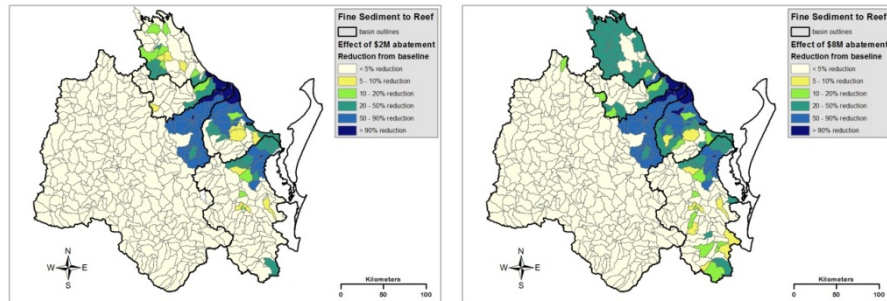 Fine Sediment to Reef
basin outlines
Effect of $2M abatement
Reduction from baseline
< 5% reduction
5 - 10% reduction
10 - 20% reduction
20 - 50% reduction
50 - 90% reduction
> 90% reduction
N
W E
S
Kilometers
0 50 100
Fine Sediment to Reef
basin outlines
Effect of $8M abatement
Reduction from baseline
< 5% reduction
5 - 10% reduction
10 - 20% reduction
20 - 50% reduction
50 - 90% reduction
> 90% reduction
N
W E
S
Kilometers
0 50 100